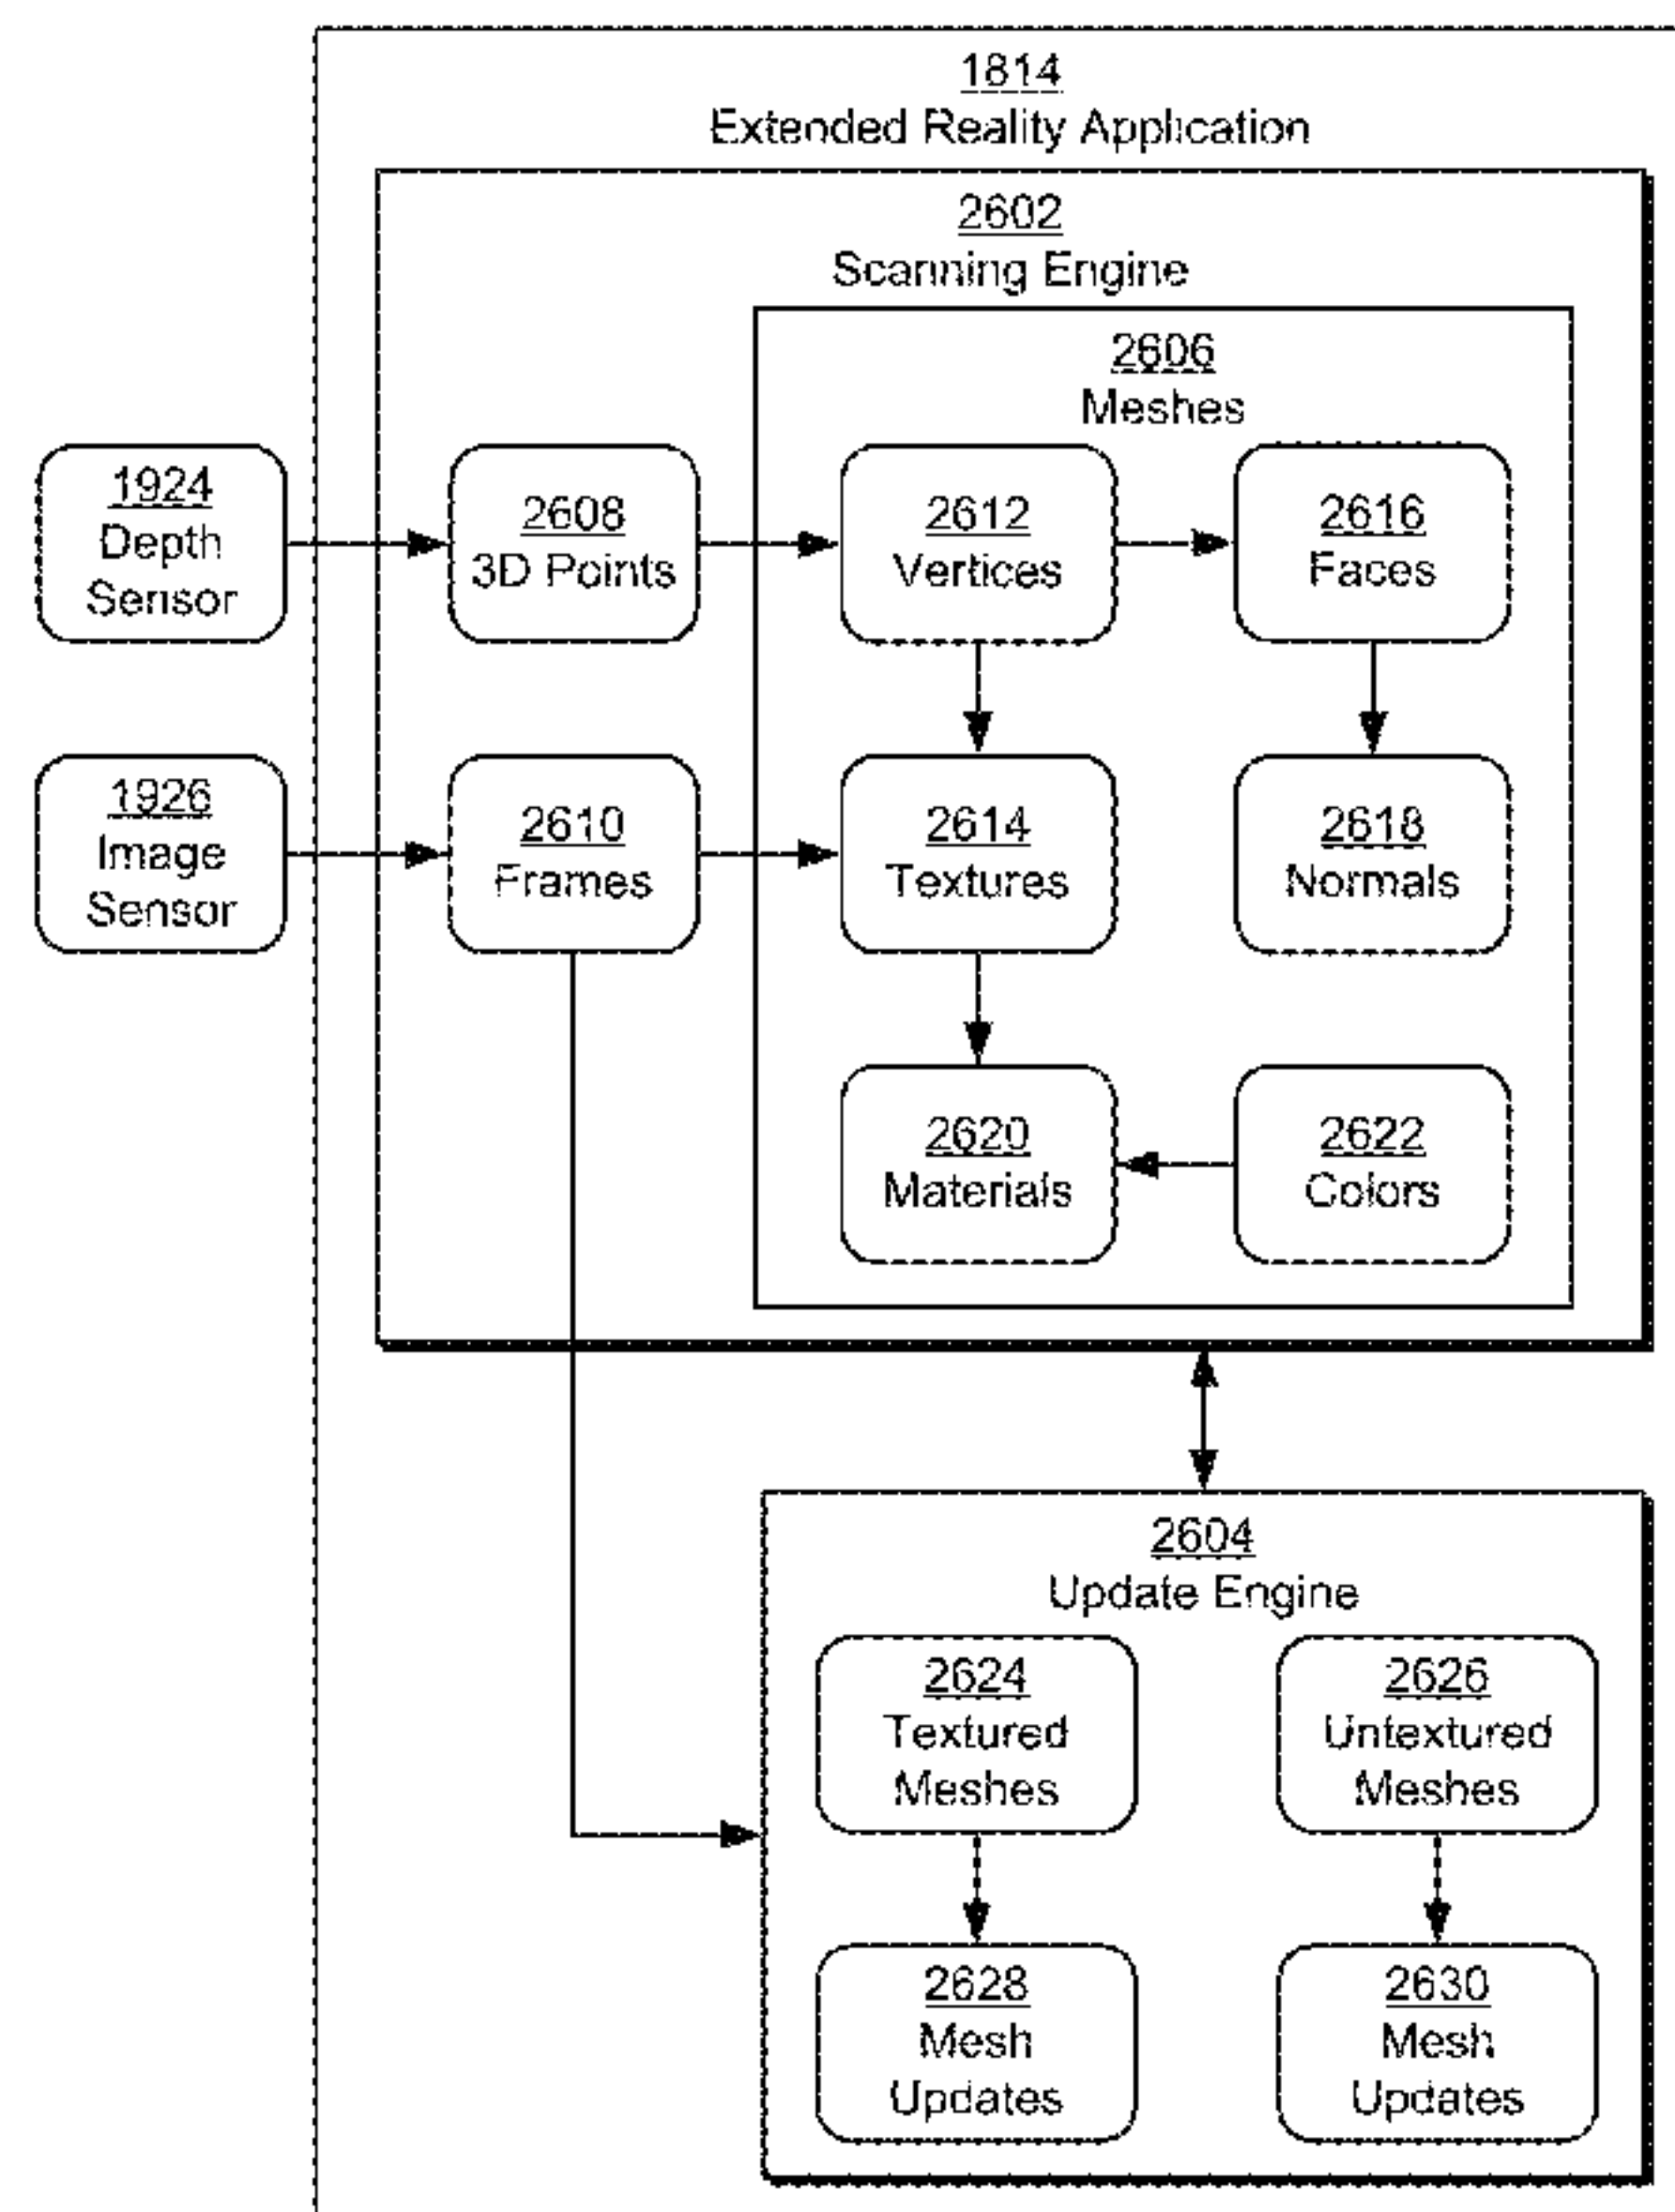 1814
Extended Reality Application
2602
Scanning Engine
2606
Meshes
1924
Depth
Sensor
2608
3D Points
2612
Vertices
2616
Faces
1926
Image
Sensor
2610
Frames
2614
Textures
2618
Normals
2620
Materials
2622
Colors
2604
Update Engine
2624
Textured
Meshes
2626
Untextured
Meshes
2628
Mesh
Updates
2630
Mesh
Updates